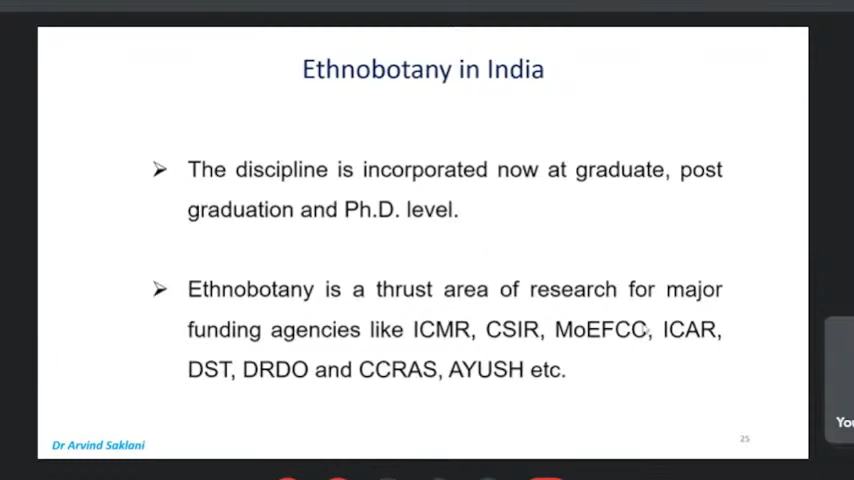 Ethnobotany in India
The discipline is incorporated now at graduate, post
graduation and Ph.D. level.
Ethnobotany is a thrust area of research for major
funding agencies like ICMR, CSIR, MoEFCC, ICAR,
DST, DRDO and CCRAS, AYUSH etc.
Dr Arvind Saklani
25
You